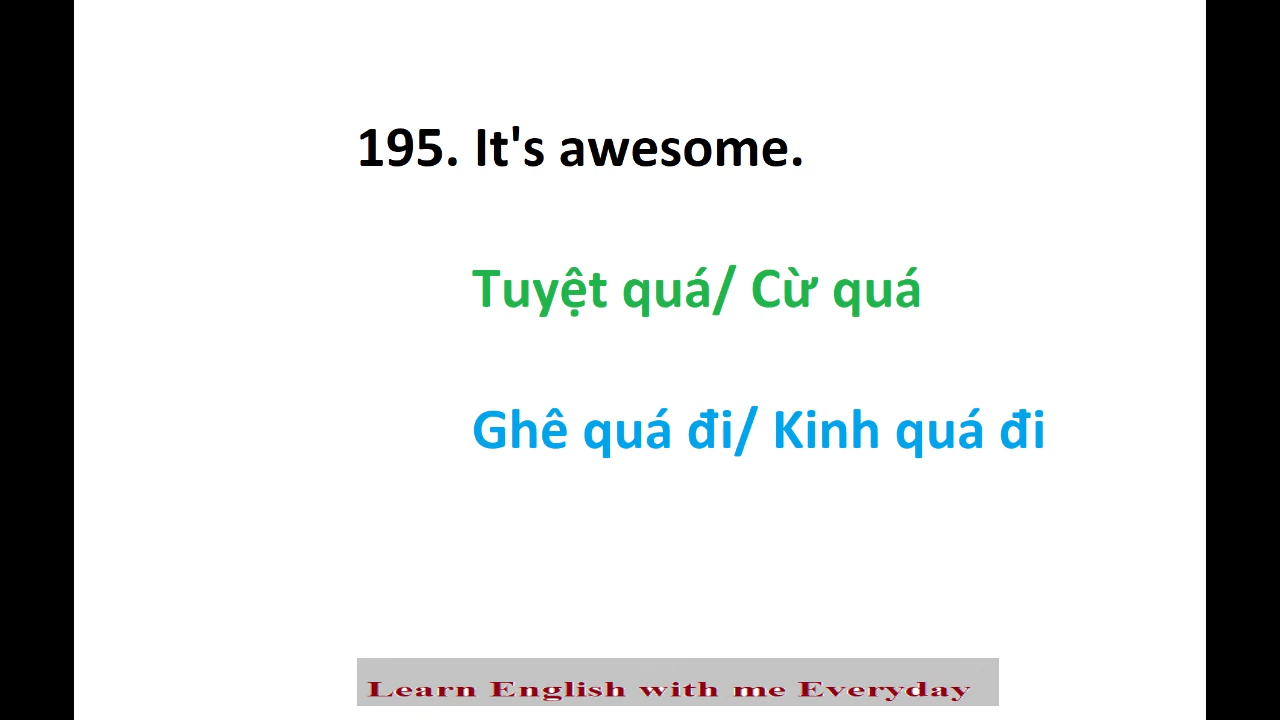 195. It's awesome.
Tuyệt quá/ Cừ quá
Ghê quá đi/ Kinh quá đi
Learn English with me Everyday